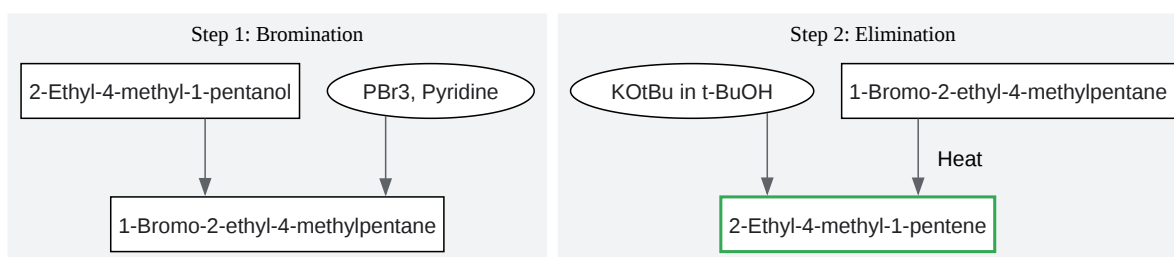 Step 1: Bromination
2-Ethyl-4-methyl-1-pentanol
PBr3, Pyridine
1-Bromo-2-ethyl-4-methylpentane
Step 2: Elimination
KOtBu in t-BuOH
1-Bromo-2-ethyl-4-methylpentane
Heat
2-Ethyl-4-methyl-1-pentene